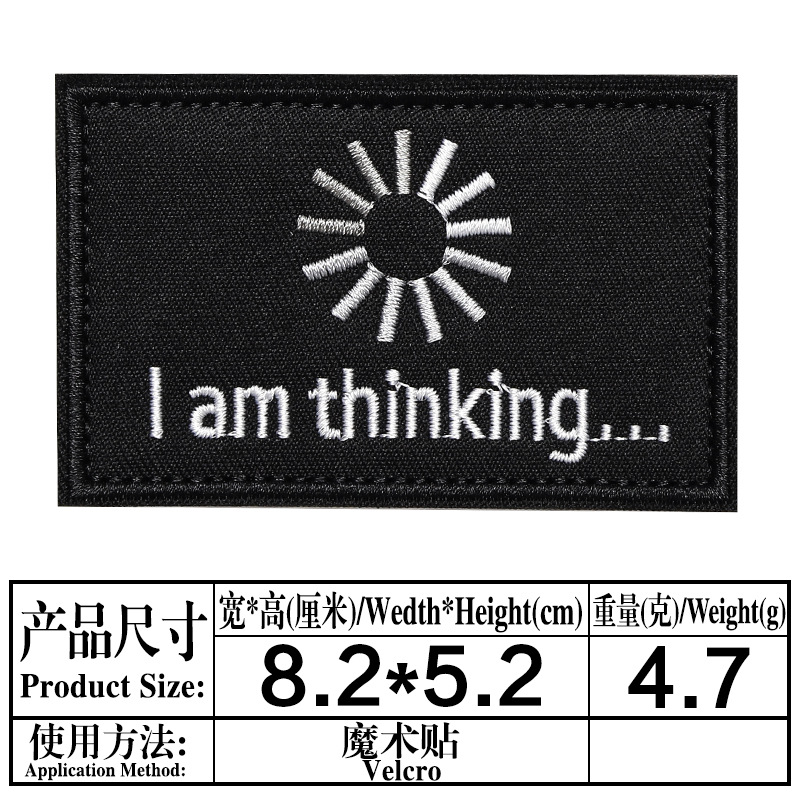 I am thinking...
产品尺寸
Product Size:
宽*高(厘米)/Wedth*Height(cm)
重量(克)/Weight(g)
8.2*5.2
4.7
使用方法:
Application Method:
魔术贴
Velcro